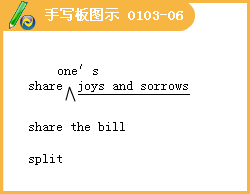 手写板图示 0103-06
one's
share joys and sorrows
share the bill
split